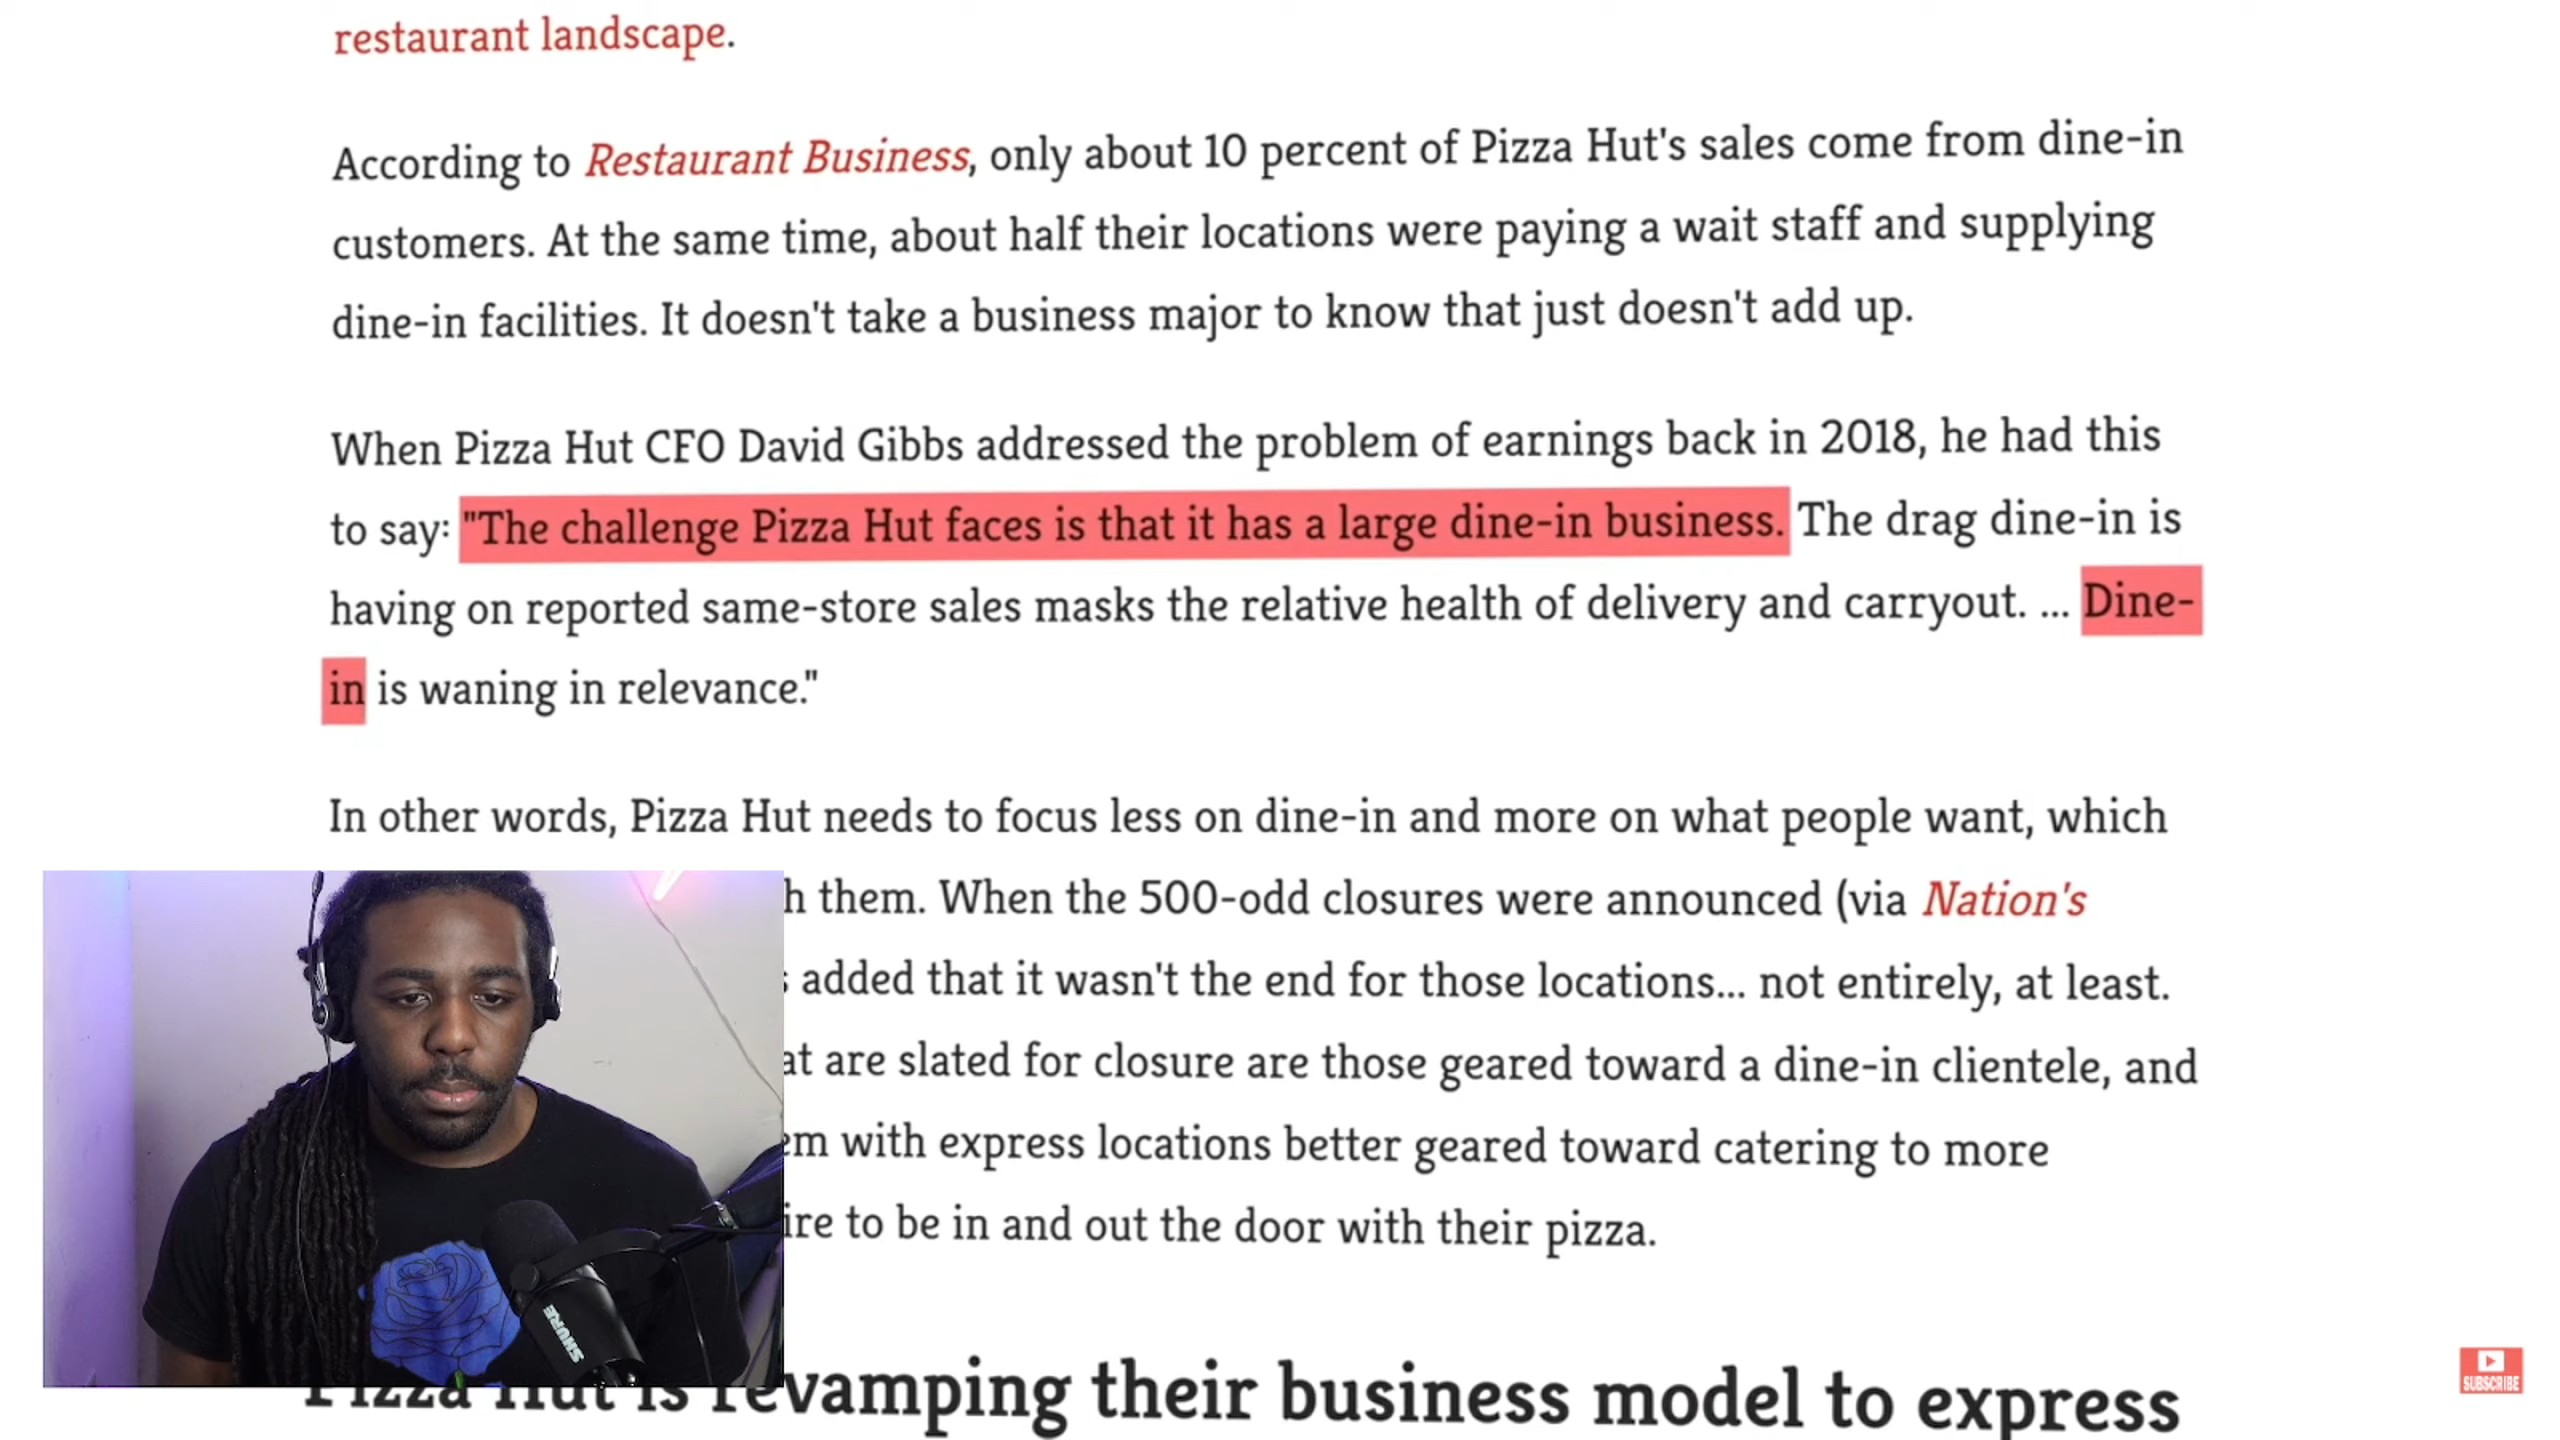 restaurant landscape.
According to Restaurant Business, only about 10 percent of Pizza Hut's sales come from dine-in
customers. At the same time, about half their locations were paying a wait staff and supplying
dine-in facilities. It doesn't take a business major to know that just doesn't add up.
When Pizza Hut CFO David Gibbs addressed the problem of earnings back in 2018, he had this
to say: "The challenge Pizza Hut faces is that it has a large dine-in business. The drag dine-in is
having on reported same-store sales masks the relative health of delivery and carryout. ... Dine-
in is waning in relevance."
In other words, Pizza Hut needs to focus less on dine-in and more on what people want, which
them. When the 500-odd closures were announced (via Nation's
added that it wasn't the end for those locations... not entirely, at least.
are slated for closure are those geared toward a dine-in clientele, and
with express locations better geared toward catering to more
to be in and out the door with their pizza.
Pizza Hut is revamping their business model to express
SHURE
SUBSCRIBE